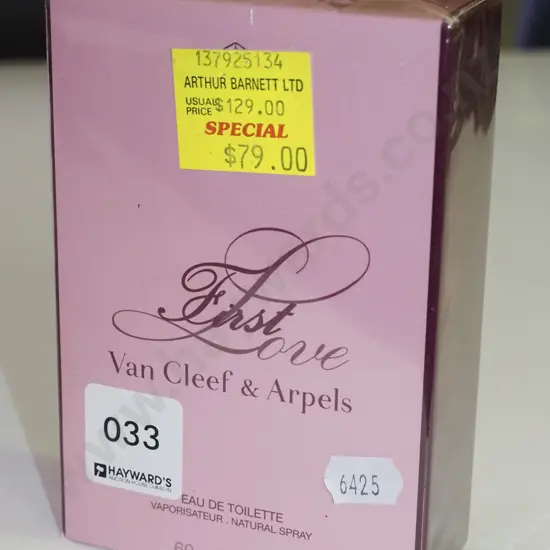 137925134
ARTHUR BARNETT LTD
USUAL PRICE $129.00
SPECIAL
$79.00
First
Love
Van Cleef & Arpels
033
HAYWARD'S
6425
EAU DE TOILETTE
VAPORISATEUR . NATURAL SPRAY
60